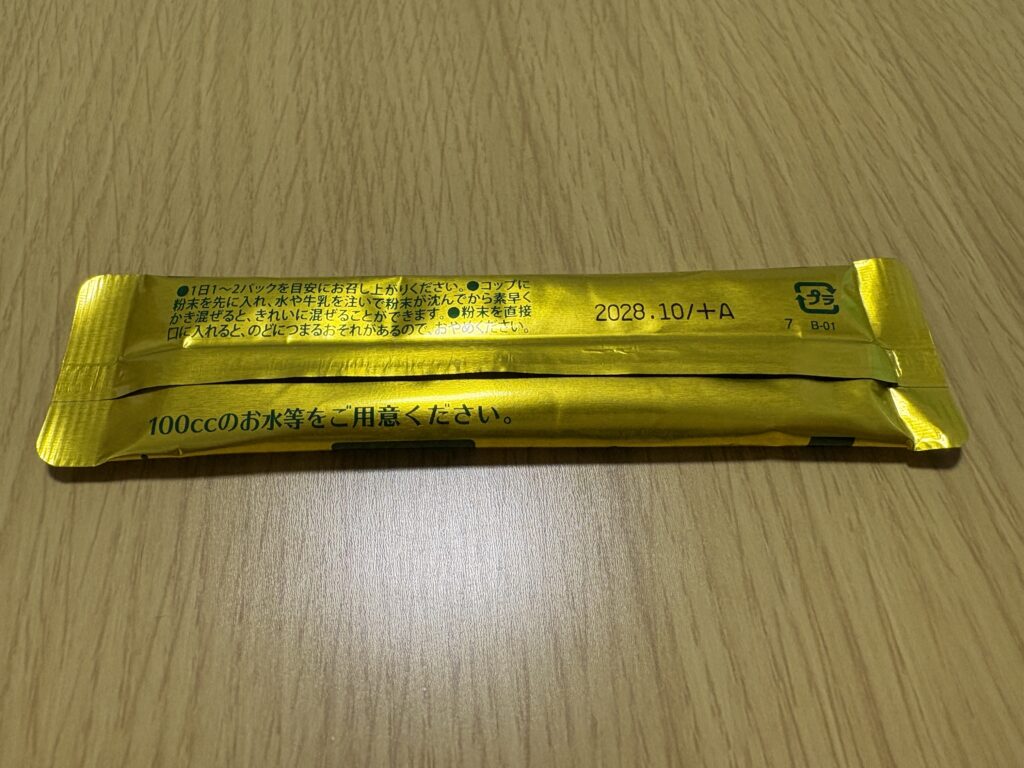 ●1日1～2パックを目安にお召し上がりください。●コップに
粉末を先に入れ、水や牛乳を注いで粉末が沈んでから素早く
かき混ぜると、きれいに混ぜることができます。●粉末を直接
口に入れると、のどにつまるおそれがあるので、おやめください。
2028.10/+A
プラ
7 B-01
100ccのお水等をご用意ください。